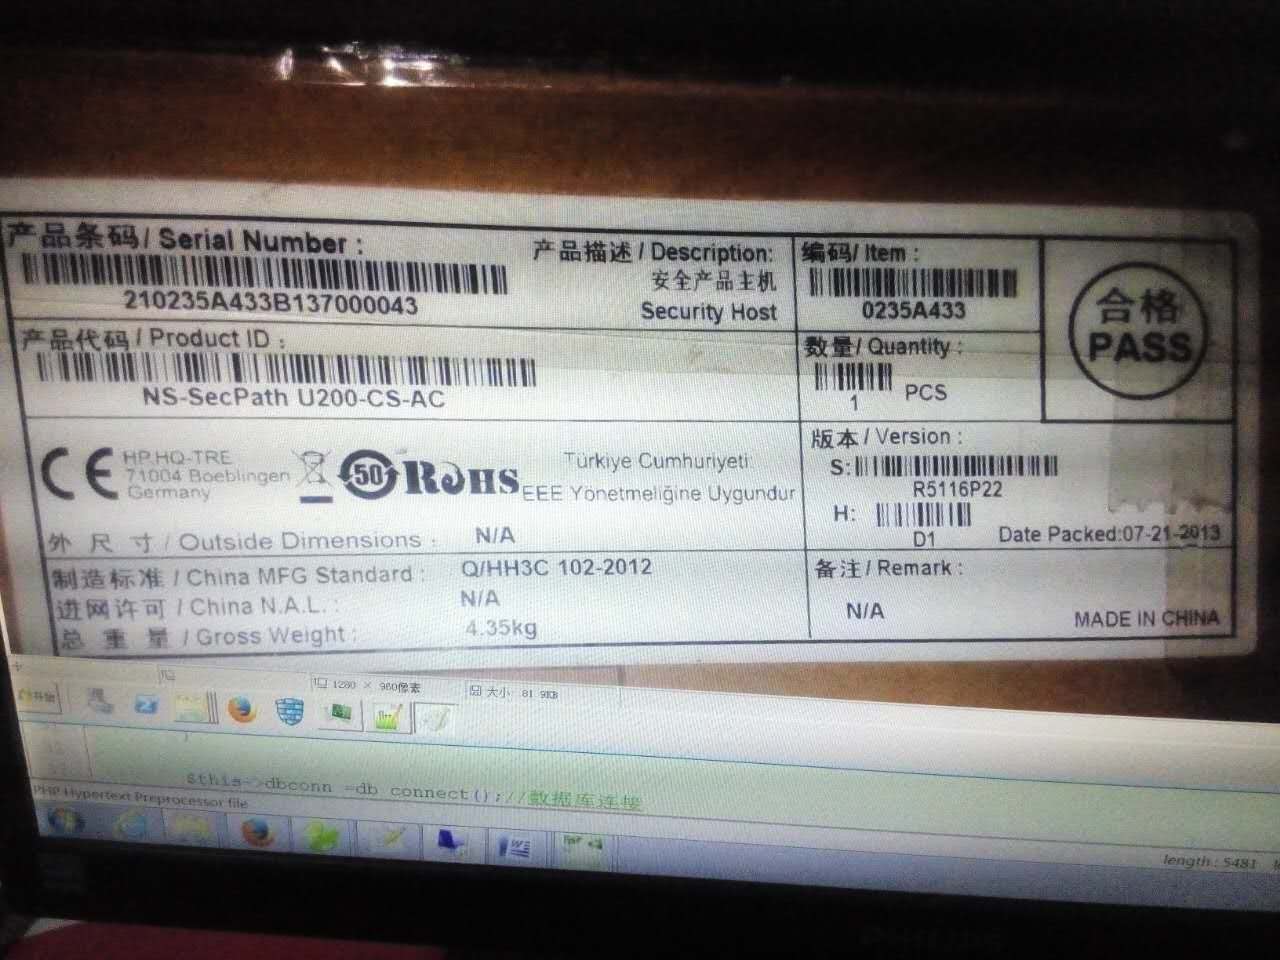 产品条码/ Serial Number :
210235A433B137000043
产品描述 / Description:
安全产品主机
Security Host
编码/ Item :
0235A433
合格
PASS
产品代码 / Product ID :
NS-SecPath U200-CS-AC
数量/ Quantity :
1 PCS
CE HP.HQ-TRE
71004 Boeblingen
Germany
50
RoHS
Türkiye Cumhuriyeti:
EEE Yönetmeliğine Uygundur
版本 / Version :
S:
R5116P22
H:
D1
Date Packed:07-21-2013
外 尺 寸 / Outside Dimensions : N/A
制造标准 / China MFG Standard : Q/HH3C 102-2012
进网许可 / China N.A.L. : N/A
总 重 量 / Gross Weight : 4.35kg
备注 / Remark :
N/A
MADE IN CHINA
1280 × 960像素
大小: 81.9KB
$this->dbconn =db_connect();//数据库连接
PHP Hypertext Preprocessor file
length : 5481